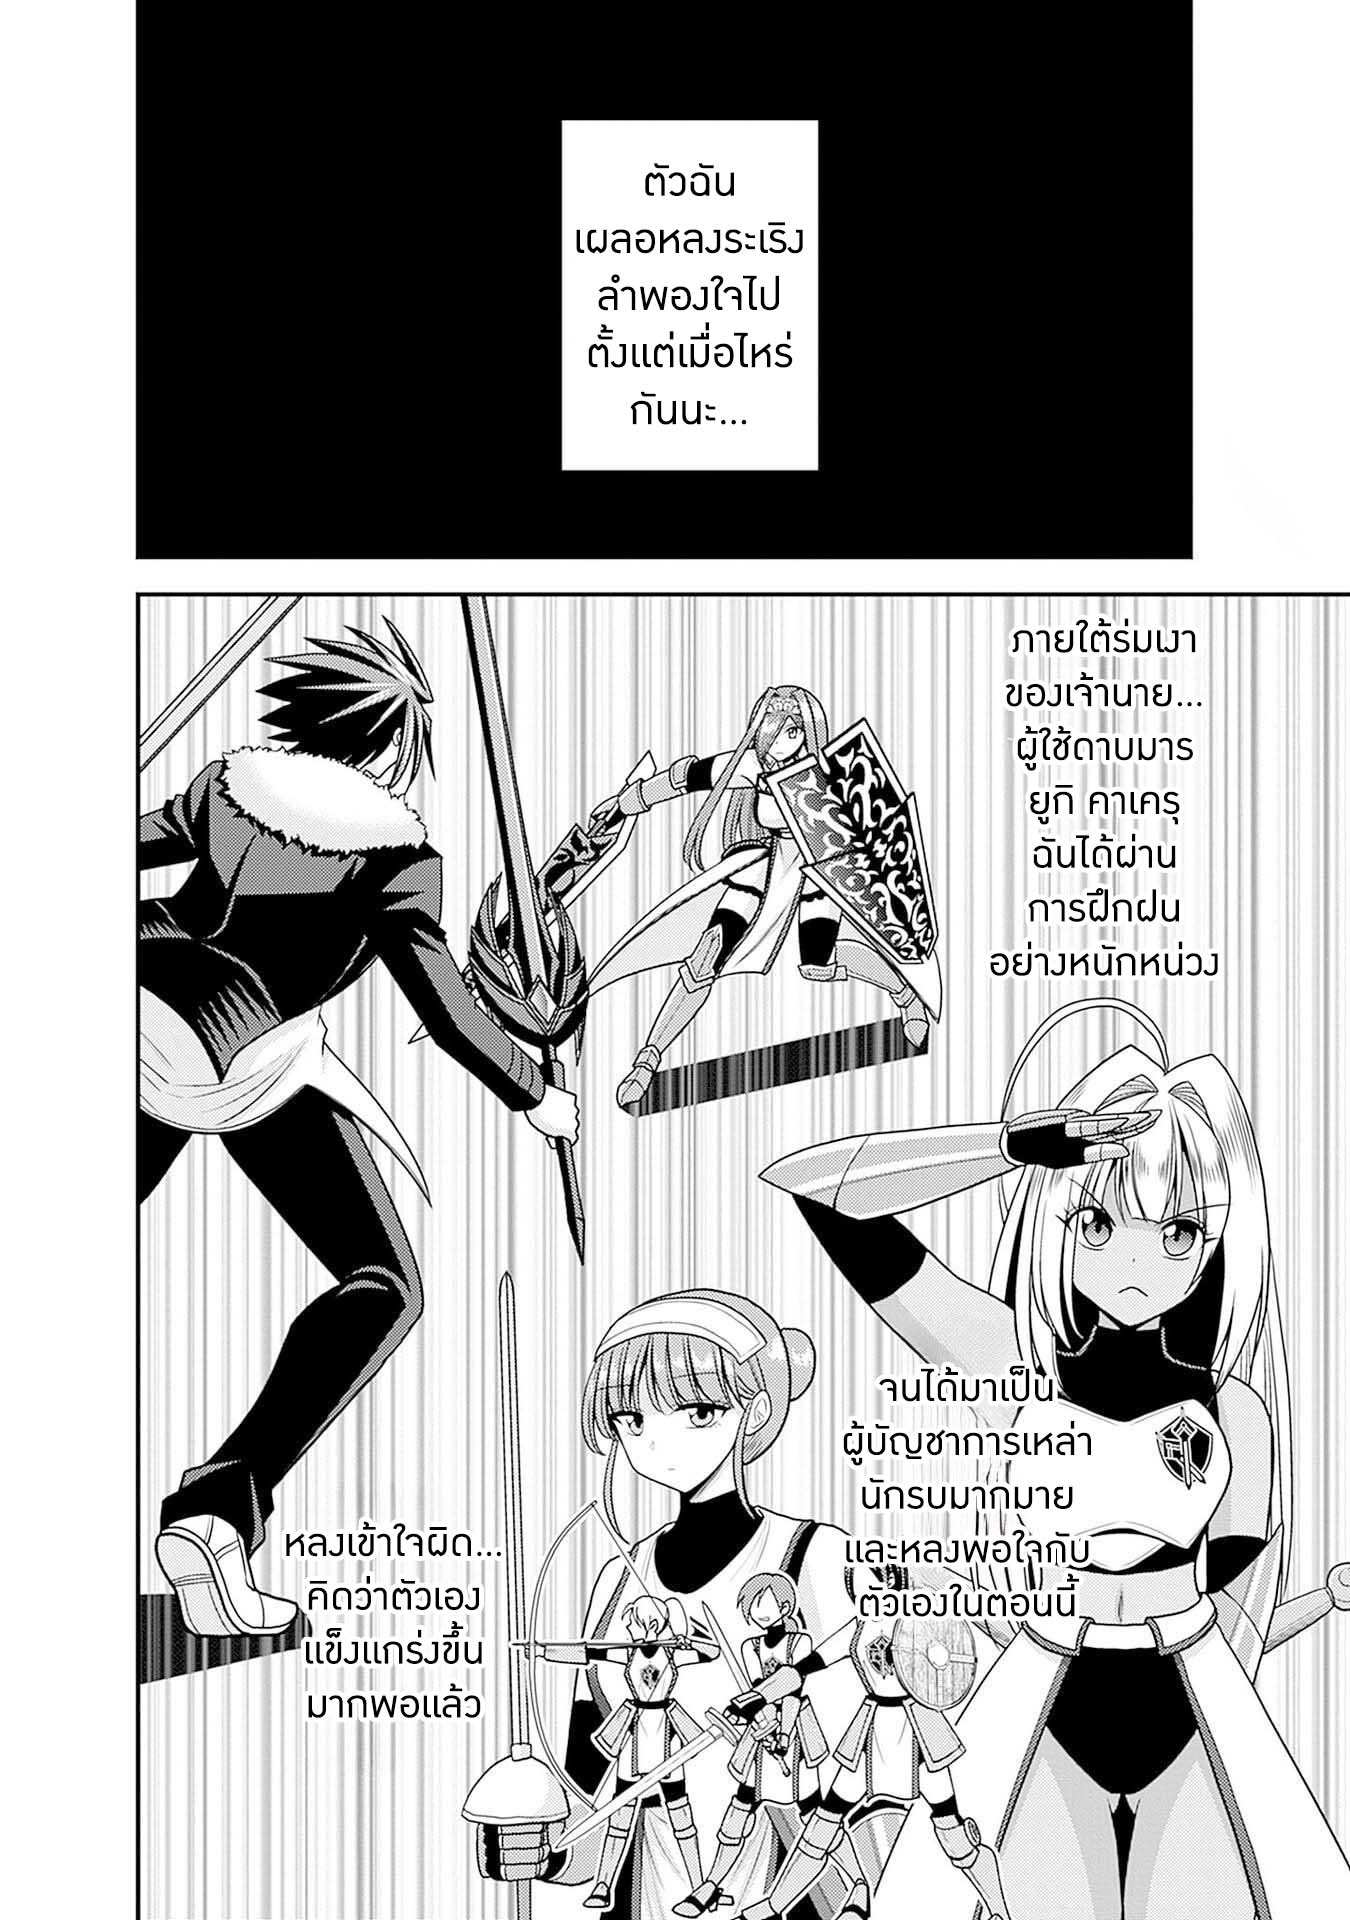 ตัวฉัน
เผลอหลงระเริง
ลำพองใจไป
ตั้งแต่เมื่อไหร่
กันนะ...
ภายใต้ร่มเงา
ของเจ้านาย...
ผู้ใช้ดาบมาร
ยูกิ คาเครุ
ฉันได้ผ่าน
การฝึกฝน
อย่างหนักหน่วง
จนได้มาเป็น
ผู้บัญชาการเหล่า
นักรบมากมาย
และหลงพอใจกับ
ตัวเองในตอนนี้
หลงเข้าใจผิด...
คิดว่าตัวเอง
แข็งแกร่งขึ้น
มากพอแล้ว